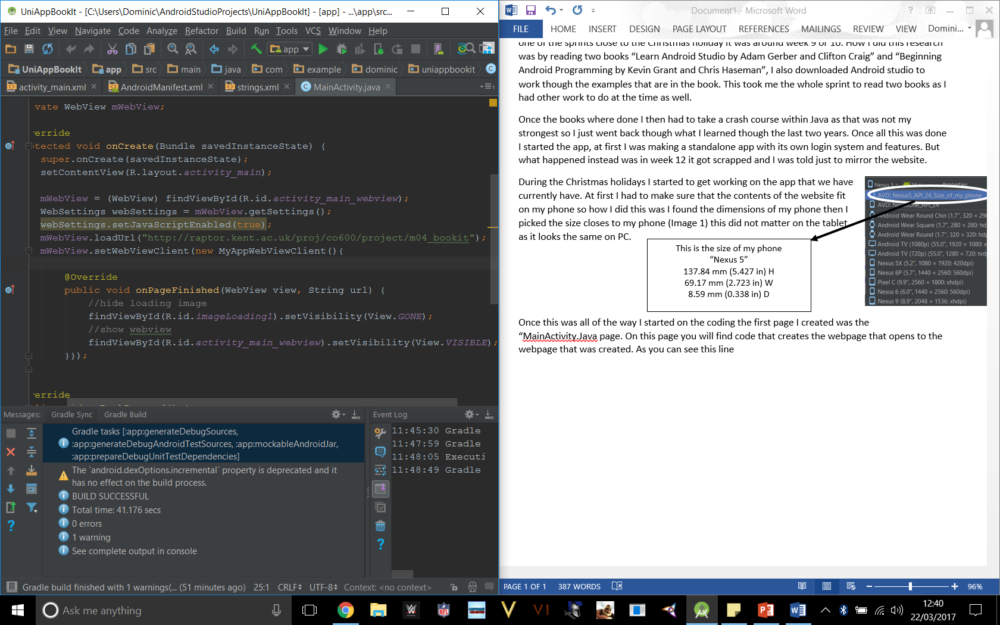 UniAppBookIt - [C:\Users\Dominic\AndroidStudioProjects\UniAppBookIt] - [app] - ...\app\src...
File Edit View Navigate Code Analyze Refactor Build Run Tools VCS Window Help
app
UniAppBookIt app src main java com example dominic uniappbookit
activity_main.xml AndroidManifest.xml strings.xml MainActivity.java
vate WebView mWebView;
erride
tected void onCreate(Bundle savedInstanceState) {
super.onCreate(savedInstanceState);
setContentView(R.layout.activity_main);
mWebView = (WebView) findViewById(R.id.activity_main_webview);
WebSettings webSettings = mWebView.getSettings();
webSettings.setJavaScriptEnabled(true);
mWebView.loadUrl("http://raptor.kent.ac.uk/proj/co600/project/m04_bookit");
mWebView.setWebViewClient(new MyAppWebViewClient(){
@Override
public void onPageFinished(WebView view, String url) {
//hide loading image
findViewById(R.id.imageLoading1).setVisibility(View.GONE);
//show webview
findViewById(R.id.activity_main_webview).setVisibility(View.VISIBLE);
}});
erride
Messages: Gradle Sync Gradle Build
Gradle tasks [:app:generateDebugSources,
:app:generateDebugAndroidTestSources, :app:mockableAndroidJar,
:app:prepareDebugUnitTestDependencies]
The `android.dexOptions.incremental` property is deprecated and it
has no effect on the build process.
BUILD SUCCESSFUL
Total time: 41.176 secs
0 errors
1 warning
See complete output in console
Event Log
11:45:30 Gradle
11:47:59 Gradle
11:48:05 Executi
11:48:49 Gradle
Gradle build finished with 1 warnings(... (51 minutes ago) 25:1 CRLF UTF-8 Context: <no context>
Document1 - Microsoft Word
FILE HOME INSERT DESIGN PAGE LAYOUT REFERENCES MAILINGS REVIEW VIEW Domini...
one of the sprints close to the Christmas holiday it was around week 9 of 10. How I did this research
was by reading two books “Learn Android Studio by Adam Gerber and Clifton Craig” and “Beginning
Android Programming by Kevin Grant and Chris Haseman”, I also downloaded Android studio to
work though the examples that are in the book. This took me the whole sprint to read two books as I
had other work to do at the time as well.
Once the books where done I then had to take a crash course within Java as that was not my
strongest so I just went back though what I learned though the last two years. Once all this was done
I started the app, at first I was making a standalone app with its own login system and features. But
what happened instead was in week 12 it got scrapped and I was told just to mirror the website.
During the Christmas holidays I started to get working on the app that we have
currently have. At first I had to make sure that the contents of the website fit
on my phone so how I did this was I found the dimensions of my phone then I
picked the size closes to my phone (Image 1) this did not matter on the tablet
as it looks the same on PC.
This is the size of my phone
“Nexus 5”
137.84 mm (5.427 in) H
69.17 mm (2.723 in) W
8.59 mm (0.338 in) D
Nexus 5
AVD: Nexus5_API_24_Size_of_my_phone
AVD: NexusOne_API_24
Android Wear Round Chin (1.7", 320 × 290
Android Wear Square (1.7", 280 × 280: hd
Android Wear Round (1.7", 320 × 320: hdp
Android TV (1080p) (55.0", 1920 × 1080: x
Android TV (720p) (55.0", 1280 × 720: tvdp
Nexus 5X (5.2", 1080 × 1920: 420dpi)
Nexus 6P (5.7", 1440 × 2560: 560dpi)
Pixel C (9.9", 2560 × 1800: xhdpi)
Nexus 6 (6.0", 1440 × 2560: 560dpi)
Nexus 9 (8.9", 2048 × 1536: xhdpi)
Once this was all of the way I started on the coding the first page I created was the
“MainActivity.Java page. On this page you will find code that creates the webpage that opens to the
webpage that was created. As you can see this line
PAGE 1 OF 1 387 WORDS 96%
Ask me anything
12:40
22/03/2017